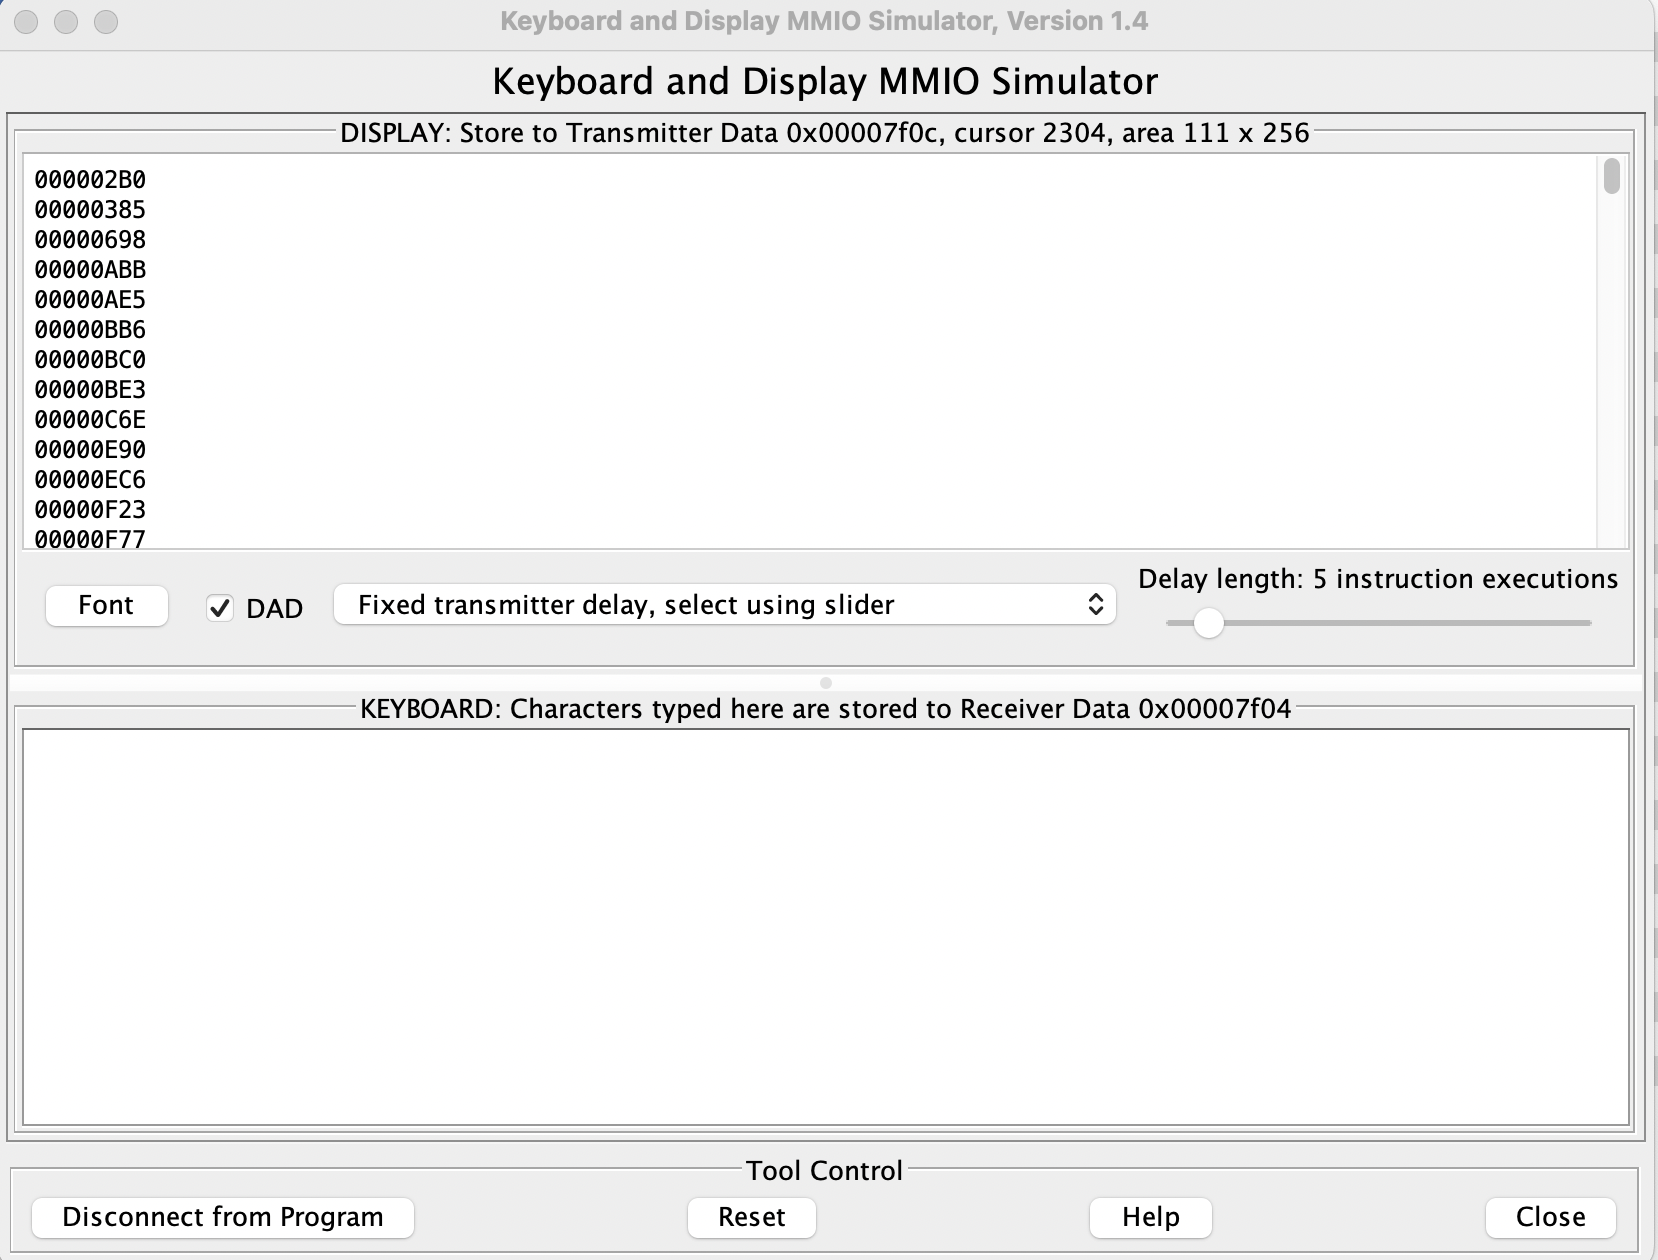 Keyboard and Display MMIO Simulator, Version 1.4
Keyboard and Display MMIO Simulator
DISPLAY: Store to Transmitter Data 0x00007f0c, cursor 2304, area 111 x 256
000002B0
00000385
00000698
00000ABB
00000AE5
00000BB6
00000BC0
00000BE3
00000C6E
00000E90
00000EC6
00000F23
00000F77
Font
DAD
Fixed transmitter delay, select using slider
Delay length: 5 instruction executions
KEYBOARD: Characters typed here are stored to Receiver Data 0x00007f04
Tool Control
Disconnect from Program
Reset
Help
Close